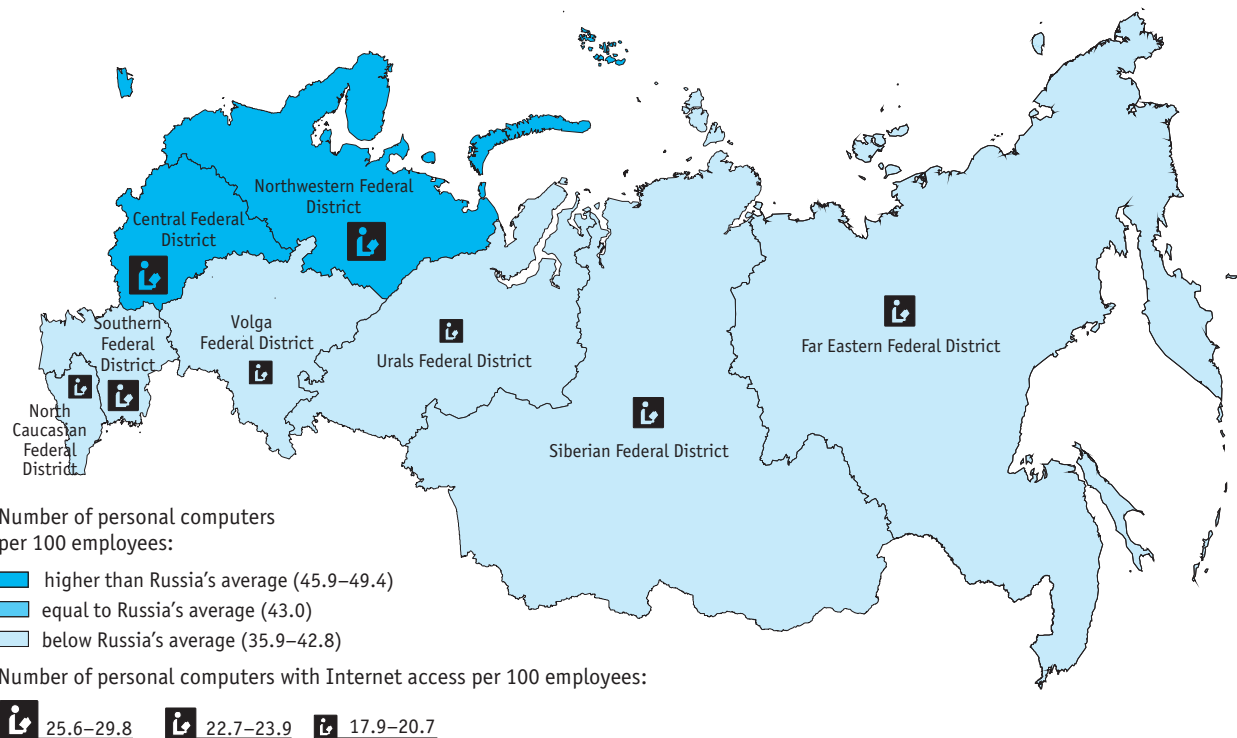 Northwestern Federal
District
Central Federal
District
Southern
Federal
District
Volga
Federal District
Urals Federal District
Far Eastern Federal District
North
Caucasian
Federal
District
Siberian Federal District
Number of personal computers
per 100 employees:
higher than Russia's average (45.9–49.4)
equal to Russia's average (43.0)
below Russia's average (35.9–42.8)
Number of personal computers with Internet access per 100 employees:
25.6–29.8 22.7–23.9 17.9–20.7